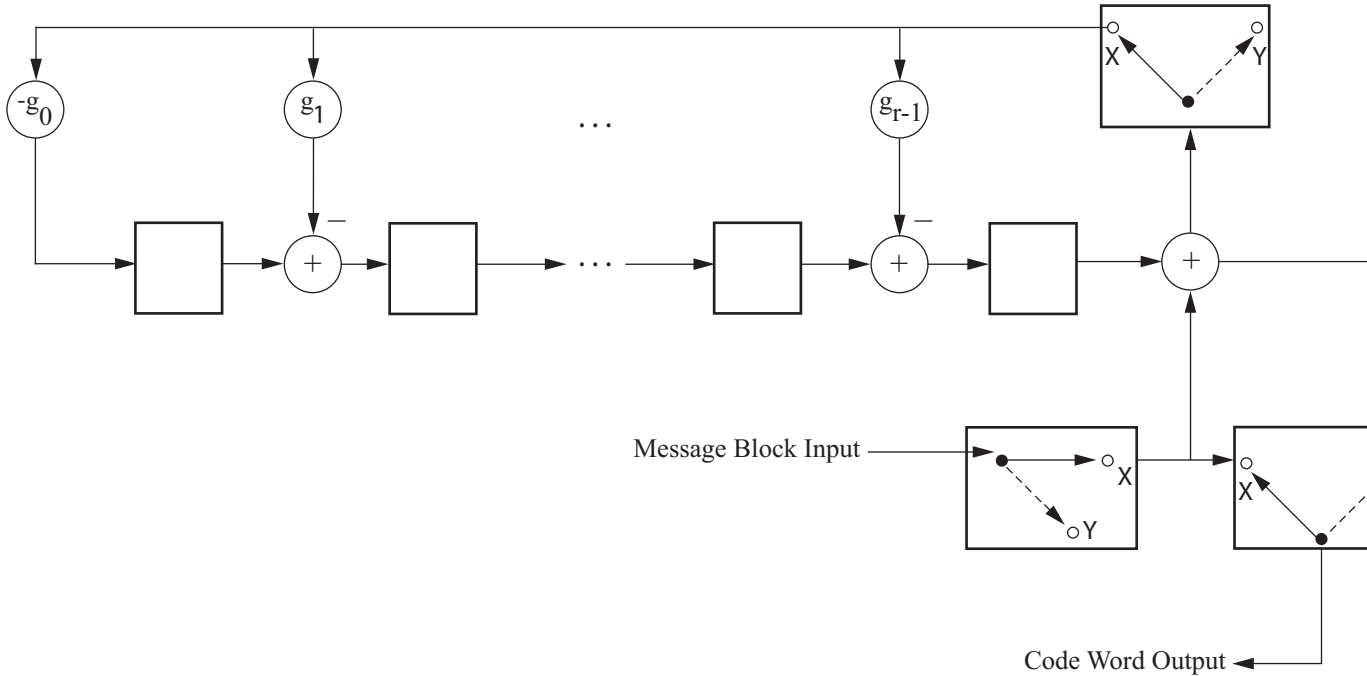 X Y
-g0 g1 ... gr-1
− −
+ ... + +
Message Block Input
X
Y
X
Code Word Output